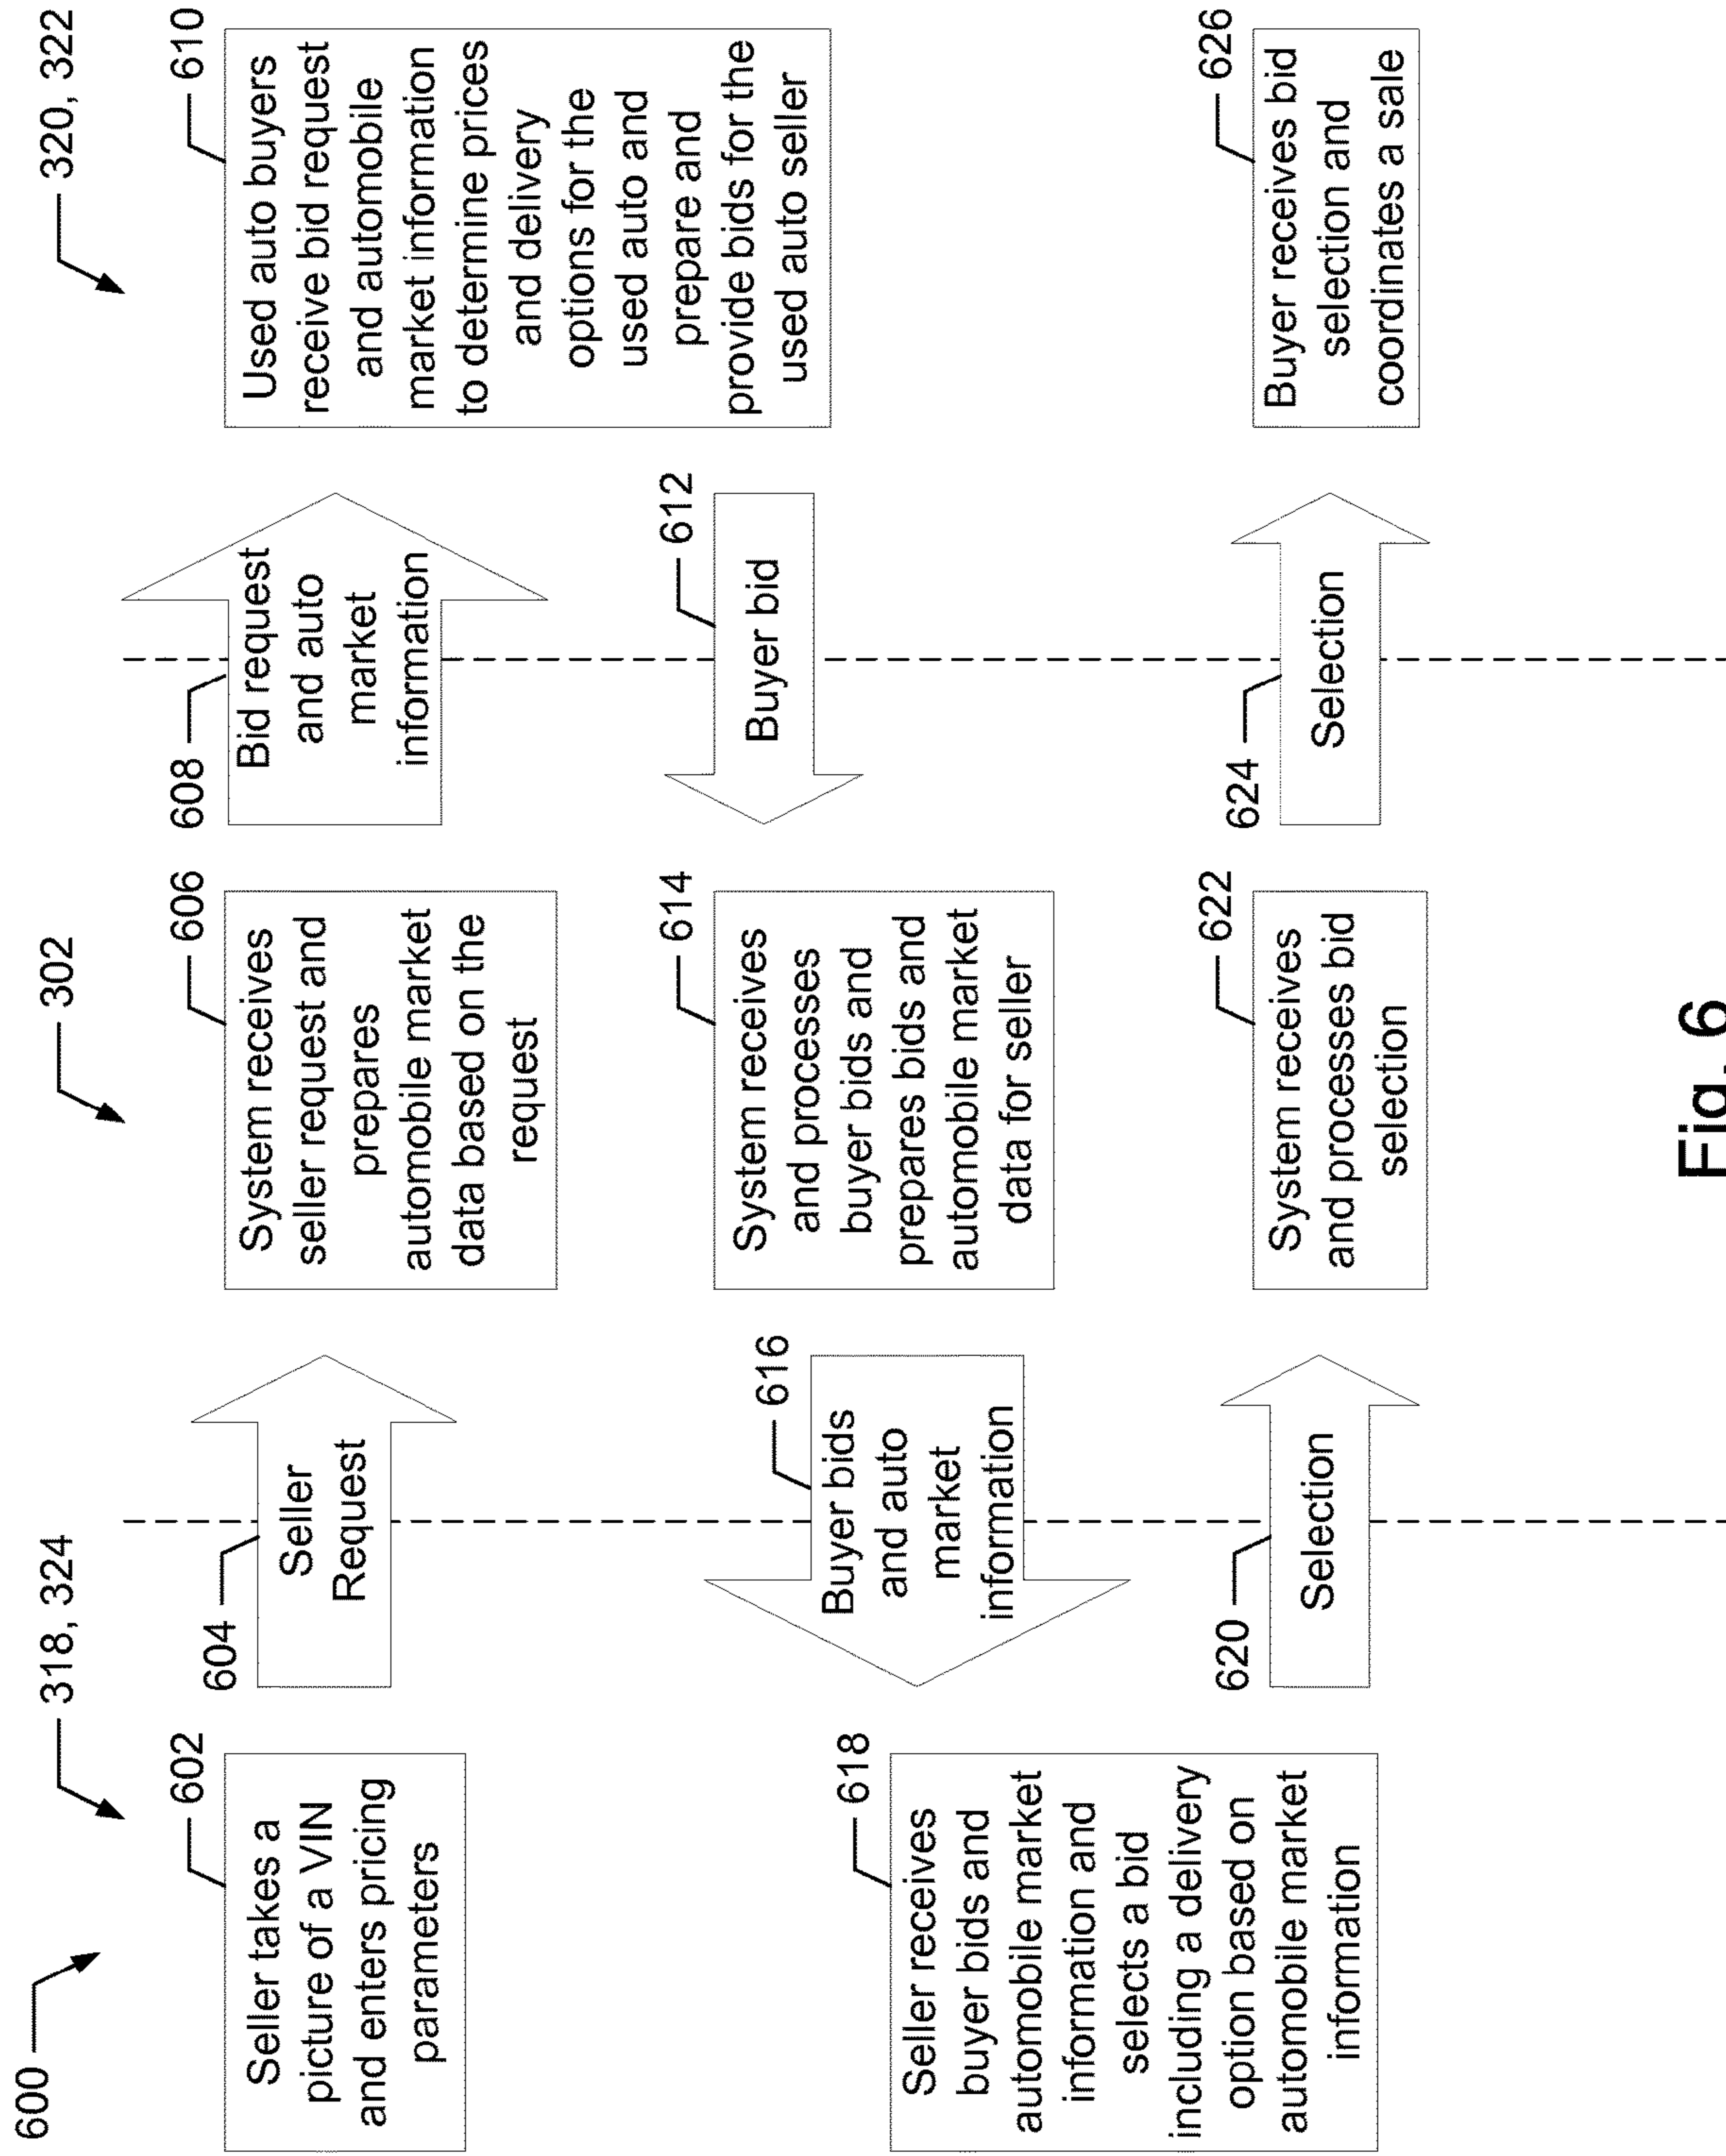 600
318, 324
302
320, 322
602
Seller takes a
picture of a VIN
and enters pricing
parameters
604
Seller
Request
606
System receives
seller request and
prepares
automobile market
data based on the
request
608
Bid request
and auto
market
information
610
Used auto buyers
receive bid request
and automobile
market information
to determine prices
and delivery
options for the
used auto and
prepare and
provide bids for the
used auto seller
612
Buyer bid
614
System receives
and processes
buyer bids and
prepares bids and
automobile market
data for seller
616
Buyer bids
and auto
market
information
618
Seller receives
buyer bids and
automobile market
information and
selects a bid
including a delivery
option based on
automobile market
information
620
Selection
622
System receives
and processes bid
selection
624
Selection
626
Buyer receives bid
selection and
coordinates a sale
Fig. 6